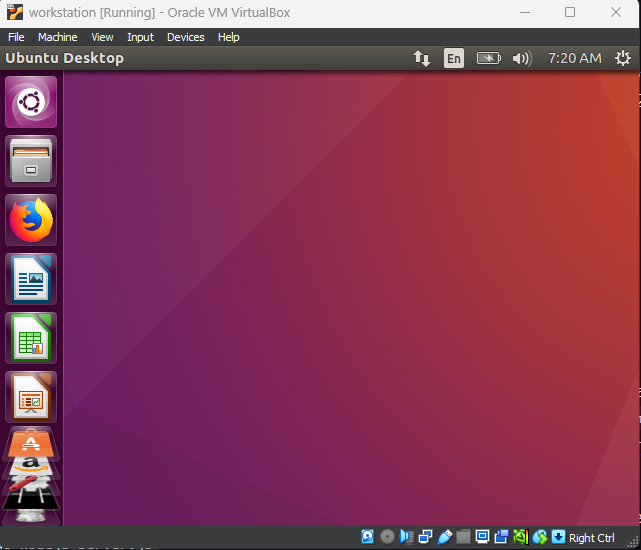 workstation [Running] - Oracle VM VirtualBox
File Machine View Input Devices Help
Ubuntu Desktop En 7:20 AM
a
Right Ctrl